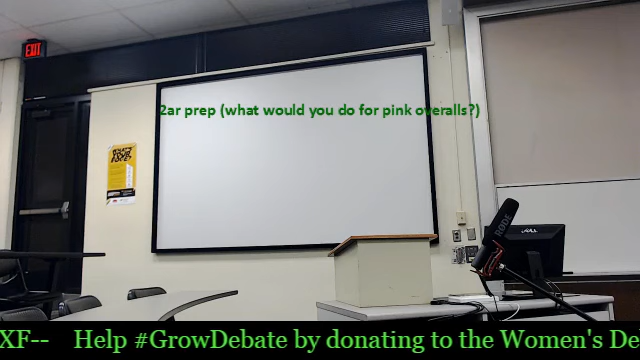 EXIT
2ar prep (what would you do for pink overalls?)
RODE
XF-- Help #GrowDebate by donating to the Women's De